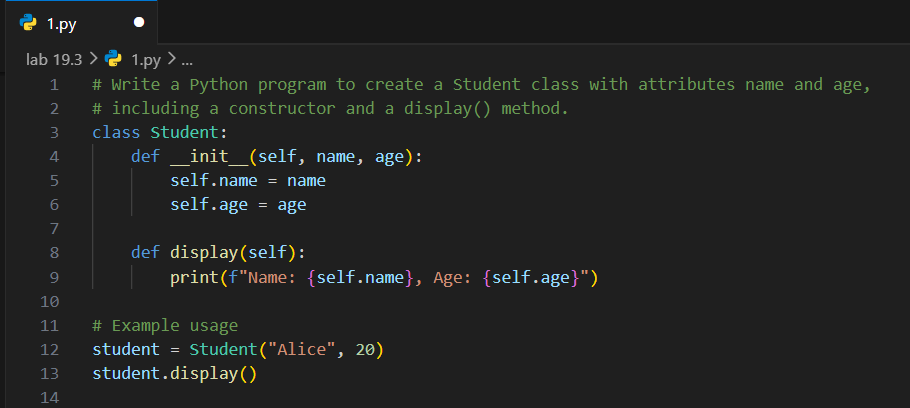 1.py
lab 19.3 > 1.py > ...
1 # Write a Python program to create a Student class with attributes name and age,
2 # including a constructor and a display() method.
3 class Student:
4     def __init__(self, name, age):
5         self.name = name
6         self.age = age
7
8     def display(self):
9         print(f"Name: {self.name}, Age: {self.age}")
10
11 # Example usage
12 student = Student("Alice", 20)
13 student.display()
14